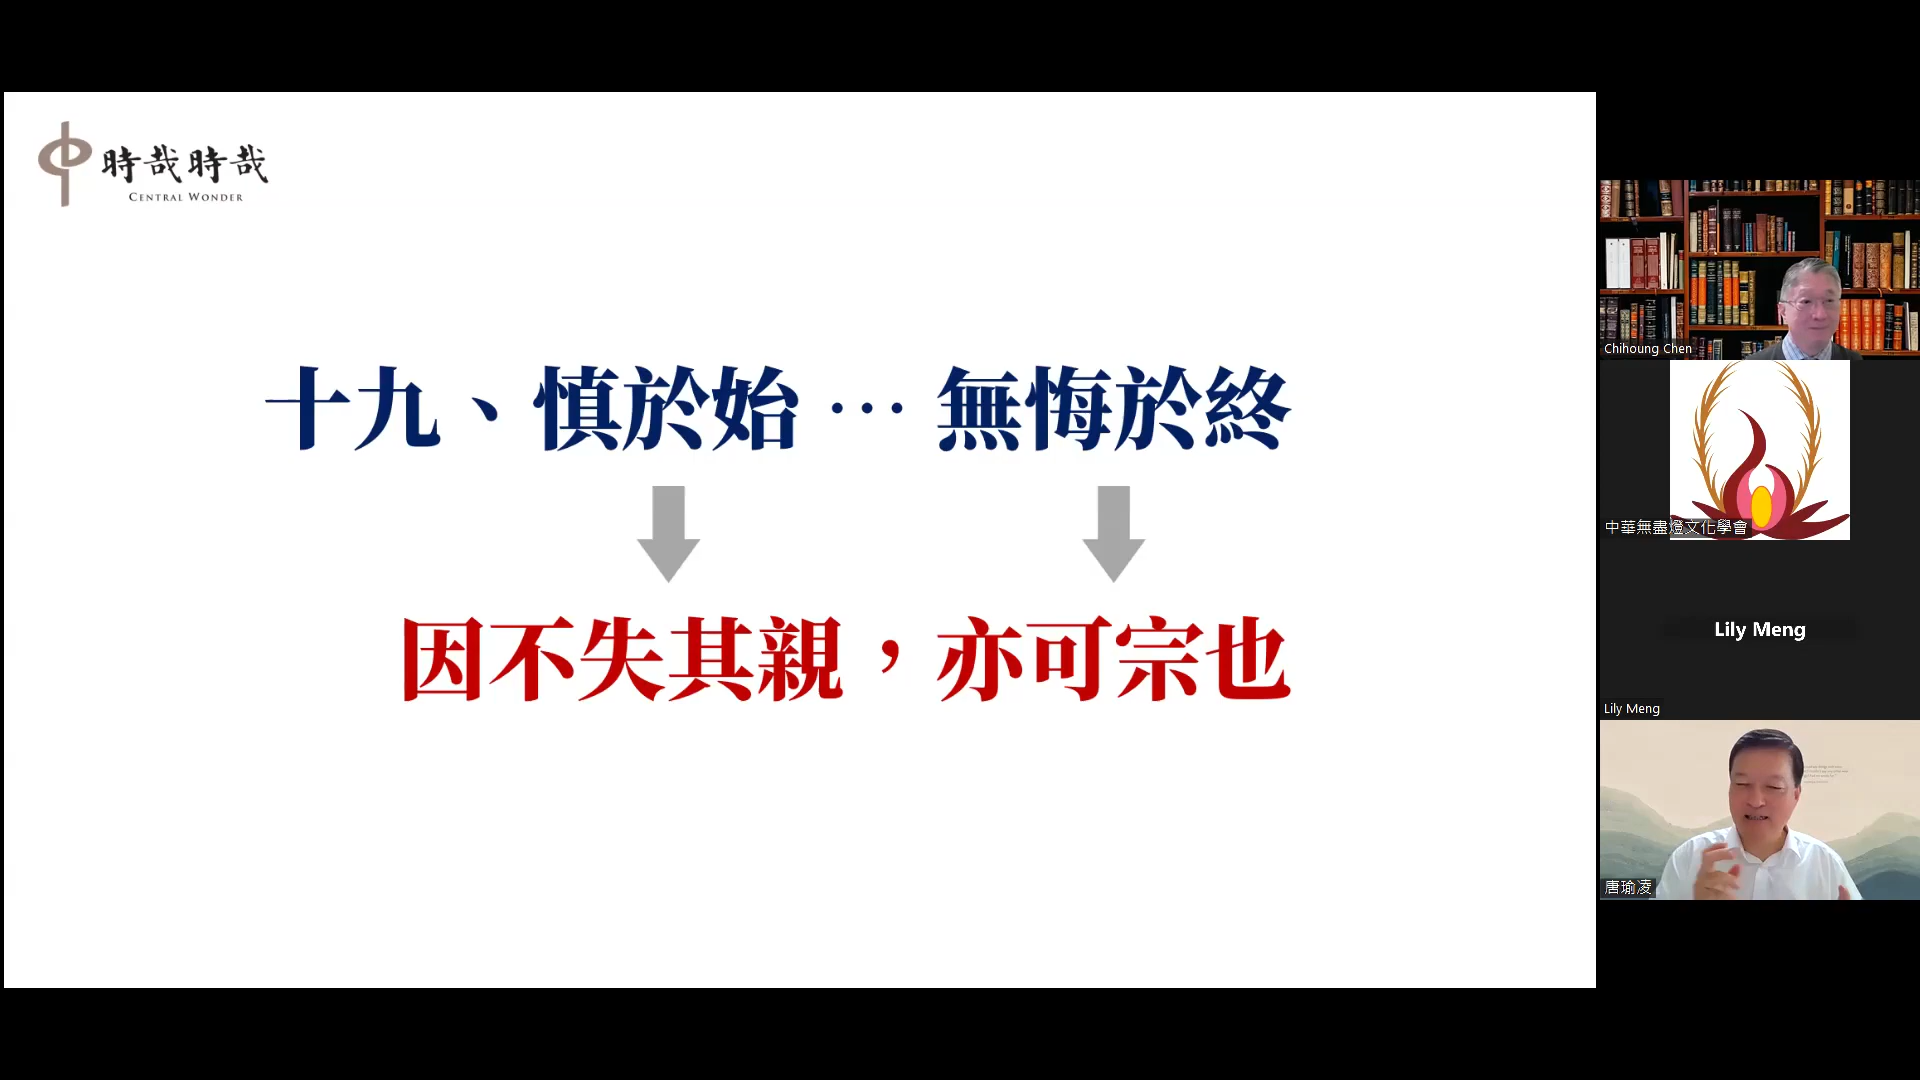 時哉時哉
CENTRAL WONDER
十九、慎於始 … 無悔於終
因不失其親，亦可宗也
Chihoung Chen
中華無盡燈文化學會
Lily Meng
Lily Meng
唐瑜凌